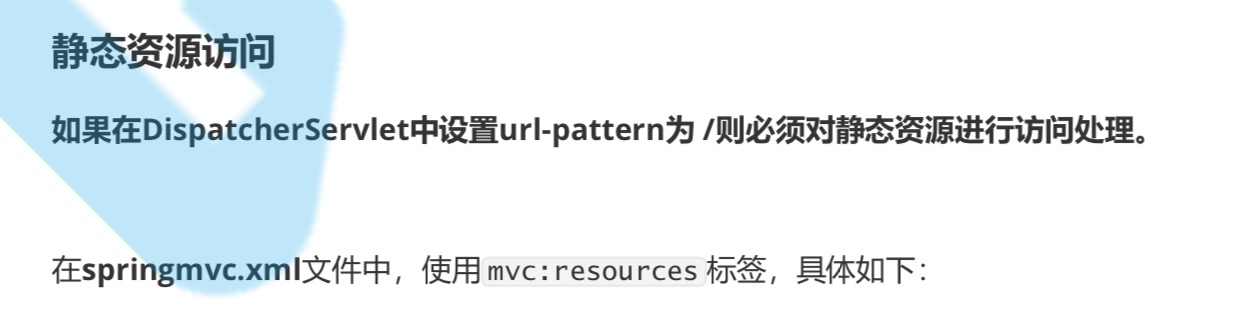 静态资源访问
如果在DispatcherServlet中设置url-pattern为 /则必须对静态资源进行访问处理。
在springmvc.xml文件中，使用mvc:resources标签，具体如下：